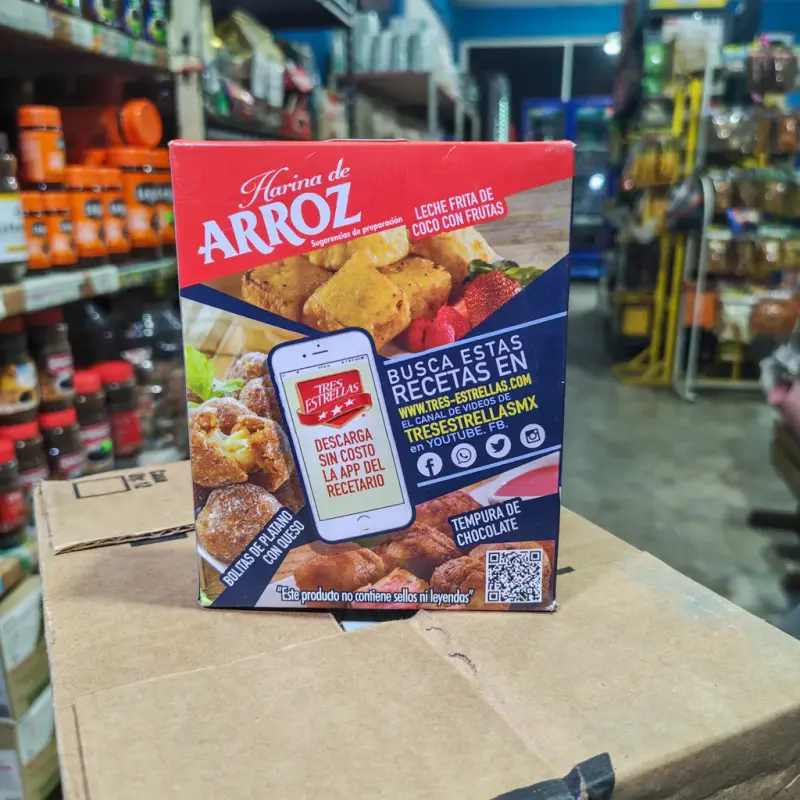 Harina de
ARROZ
Sugerencias de preparación
LECHE FRITA DE
COCO CON FRUTAS
BUSCA ESTAS
RECETAS EN
WWW.TRES-ESTRELLAS.COM
EL CANAL DE VIDEOS DE
TRESESTRELLASMX
en YOUTUBE, FB.
TRES
ESTRELLAS
DESCARGA
SIN COSTO
LA APP DEL
RECETARIO
BOLITAS DE PLATANO
CON QUESO
TEMPURA DE
CHOCOLATE
"Este producto no contiene sellos ni leyendas"